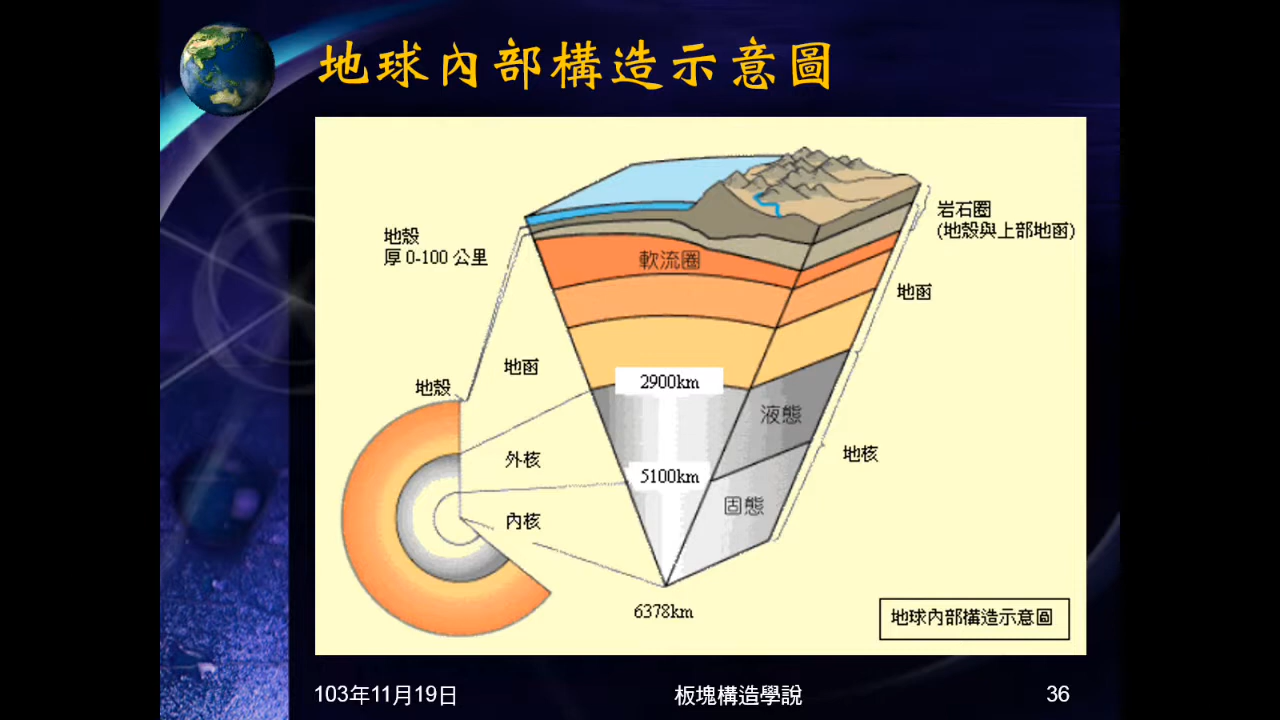 地球內部構造示意圖
岩石圈
(地殼與上部地函)
地殼
厚 0-100 公里
軟流圈
地函
地函
2900km
地殼
液態
地核
外核
5100km
固態
內核
6378km
地球內部構造示意圖
103年11月19日
板塊構造學說
36